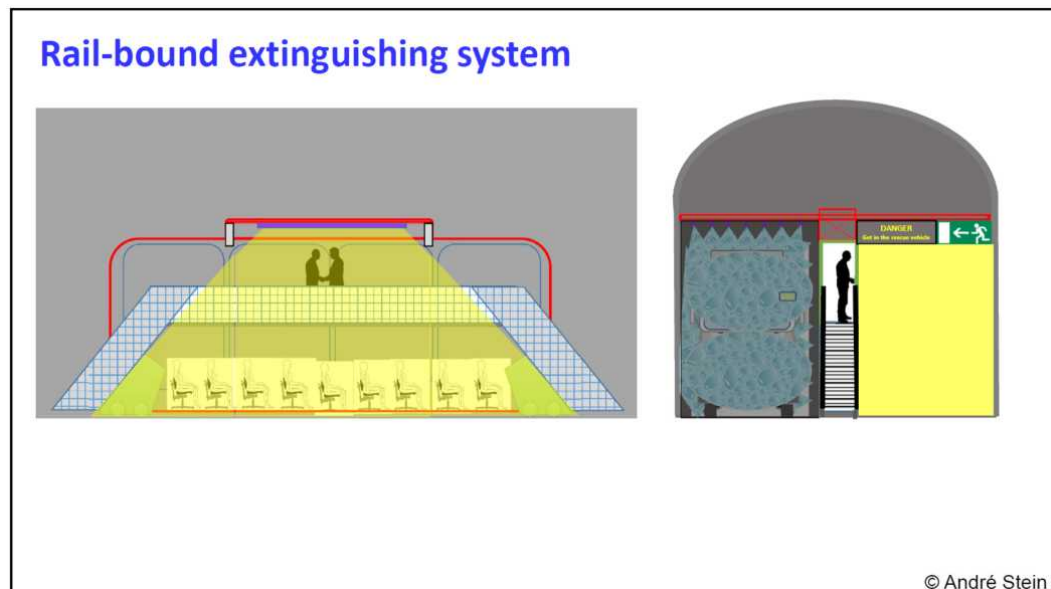 Rail-bound extinguishing system
DANGER
Get in the rescue vehicle
© André Stein